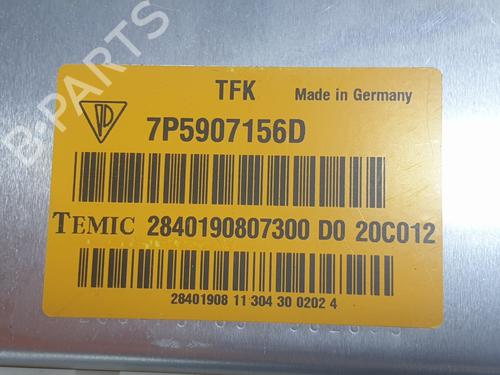 B-PARTS
TFK
Made in Germany
7P5907156D
TEMIC 2840190807300 D0 20C012
28401908 11 304 30 0202 4